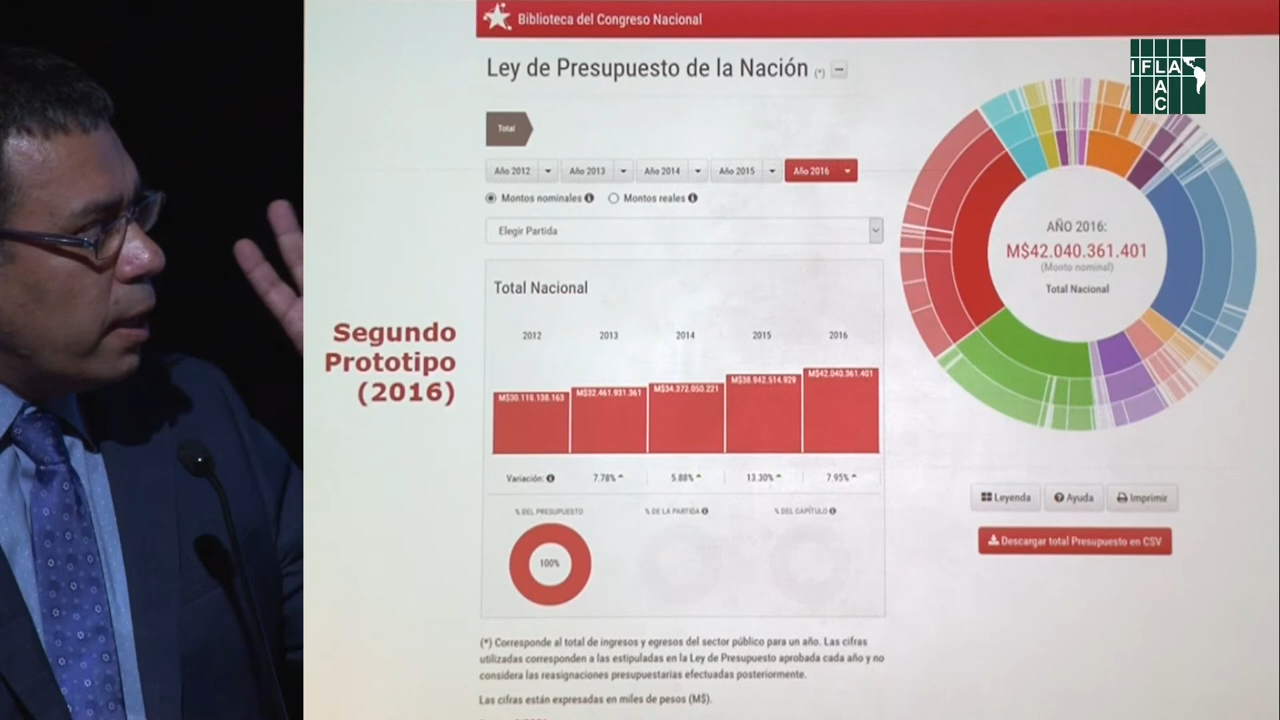 Biblioteca del Congreso Nacional
IFLA
LAC
Ley de Presupuesto de la Nación (*)
Total
Año 2012 Año 2013 Año 2014 Año 2015 Año 2016
Montos nominales Montos reales
Elegir Partida
AÑO 2016:
M$42.040.361.401
(Monto nominal)
Total Nacional
Total Nacional
Segundo
Prototipo
(2016)
2012 2013 2014 2015 2016
M$30.119.138.163 M$32.461.931.361 M$34.372.050.221 M$38.942.514.929 M$42.040.361.401
Variación: 7.78% 5.88% 13.30% 7.95%
% DEL PRESUPUESTO % DE LA PARTIDA % DEL CAPÍTULO
100%
Leyenda Ayuda Imprimir
Descargar total Presupuesto en CSV
(*) Corresponde al total de ingresos y egresos del sector público para un año. Las cifras
utilizadas corresponden a las estipuladas en la Ley de Presupuesto aprobada cada año y no
considera las reasignaciones presupuestarias efectuadas posteriormente.
Las cifras están expresadas en miles de pesos (M$).